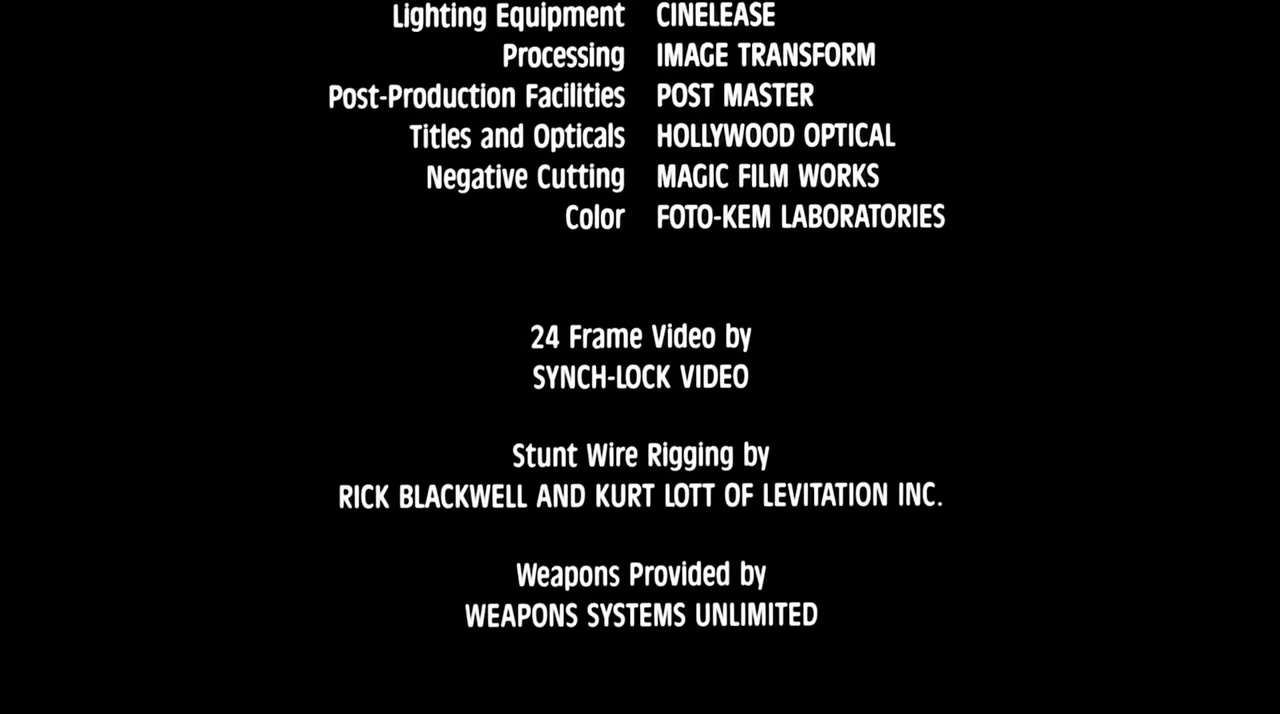 Lighting Equipment CINELEASE
Processing IMAGE TRANSFORM
Post-Production Facilities POST MASTER
Titles and Opticals HOLLYWOOD OPTICAL
Negative Cutting MAGIC FILM WORKS
Color FOTO-KEM LABORATORIES
24 Frame Video by
SYNCH-LOCK VIDEO
Stunt Wire Rigging by
RICK BLACKWELL AND KURT LOTT OF LEVITATION INC.
Weapons Provided by
WEAPONS SYSTEMS UNLIMITED